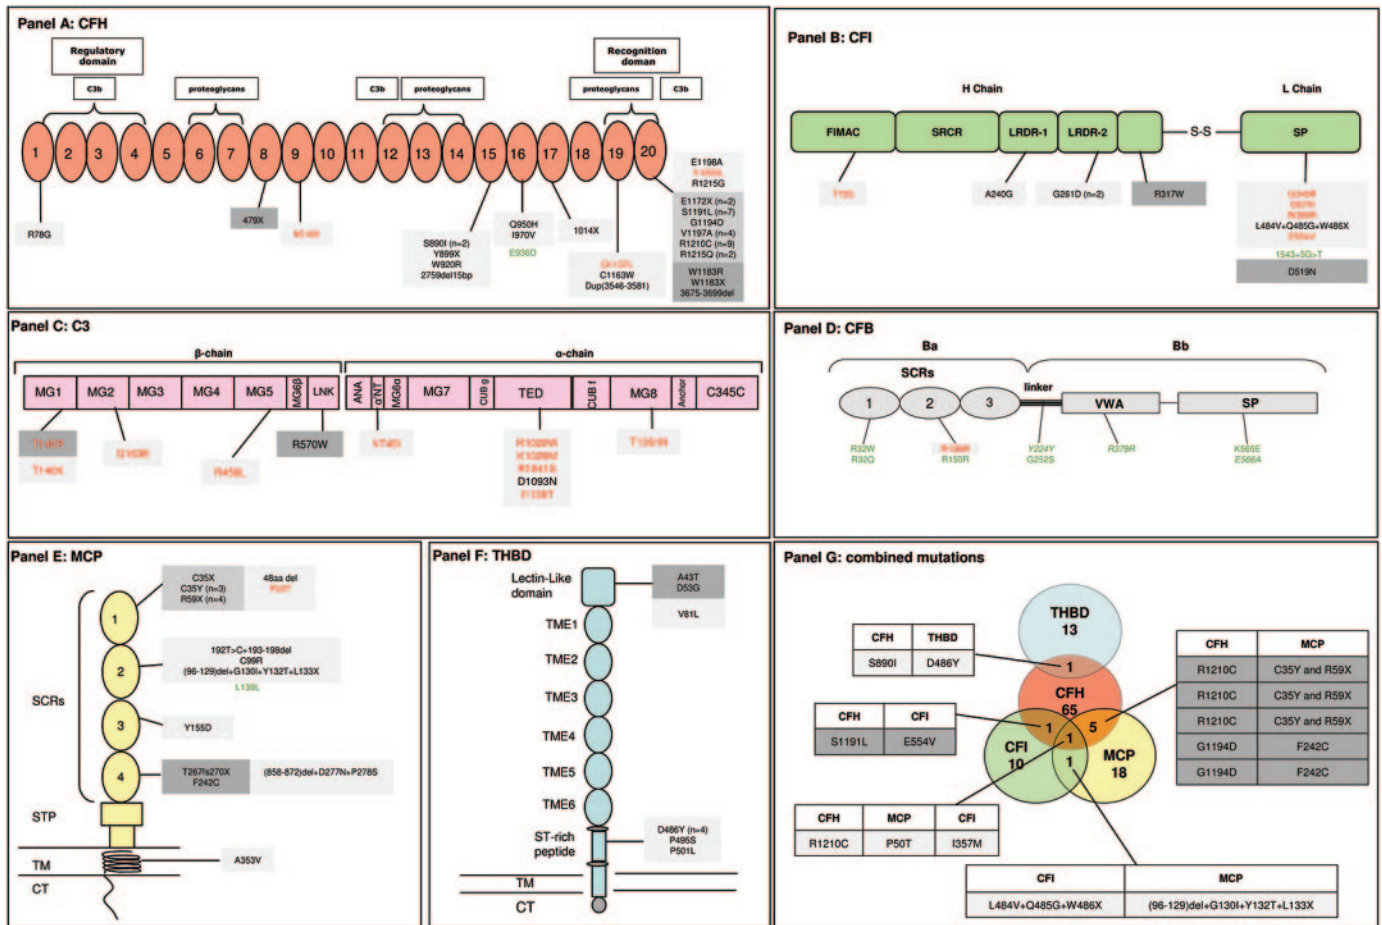 Panel A: CFH
Regulatory
domain
C3b
proteoglycans
C3b
proteoglycans
Recognition
doman
proteoglycans
C3b
1 2 3 4 5 6 7 8 9 10 11 12 13 14 15 16 17 18 19 20
R78G
479X
S890I (n=2)
Y899X
W920R
2759del15bp
Q950H
I970V
E936D
1014X
C1163W
Dup(3546-3581)
E1198A
R1215G
E1172X (n=2)
S1191L (n=7)
G1194D
V1197A (n=4)
R1210C (n=9)
R1215Q (n=2)
W1183R
W1183X
3675-3699del
Panel B: CFI
H Chain
L Chain
FIMAC
SRCR
LRDR-1
LRDR-2
S-S
SP
A240G
G261D (n=2)
R317W
L484V+Q485G+W486X
1543+5G>T
D519N
Panel C: C3
β-chain
α-chain
MG1
MG2
MG3
MG4
MG5
MG6β
LNK
ANA
α'NT
MG6α
MG7
CUB g
TED
CUB f
MG8
Anchor
C345C
R570W
D1093N
Panel D: CFB
Ba
Bb
SCRs
linker
1
2
3
VWA
SP
R32W
R32Q
R150R
Y224Y
G252S
R379R
K565E
E566A
Panel E: MCP
SCRs
1
2
3
4
STP
TM
CT
C35X
C35Y (n=3)
R59X (n=4)
48aa del
192T>C+193-198del
C99R
(96-129)del+G130I+Y132T+L133X
L139L
Y155D
T267fs270X
F242C
(858-872)del+D277N+P278S
A353V
Panel F: THBD
Lectin-Like
domain
TME1
TME2
TME3
TME4
TME5
TME6
ST-rich
peptide
TM
CT
A43T
D53G
V81L
D486Y (n=4)
P495S
P501L
Panel G: combined mutations
THBD
13
1
CFH
65
1
1
5
CFI
10
1
MCP
18
CFH THBD
S890I D486Y
CFH CFI
S1191L E554V
CFH MCP
R1210C C35Y and R59X
R1210C C35Y and R59X
R1210C C35Y and R59X
G1194D F242C
G1194D F242C
CFH MCP CFI
R1210C P50T I357M
CFI MCP
L484V+Q485G+W486X (96-129)del+G130I+Y132T+L133X